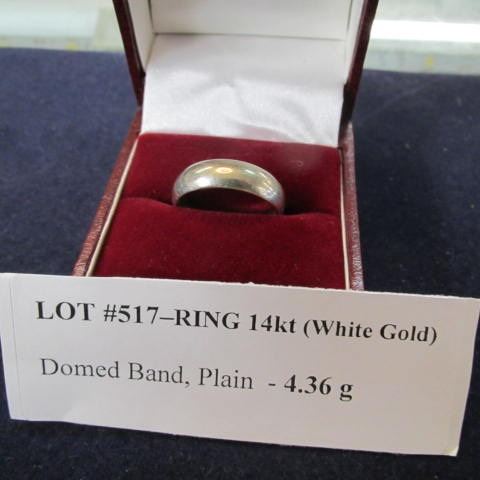 LOT #517–RING 14kt (White Gold)
Domed Band, Plain - 4.36 g